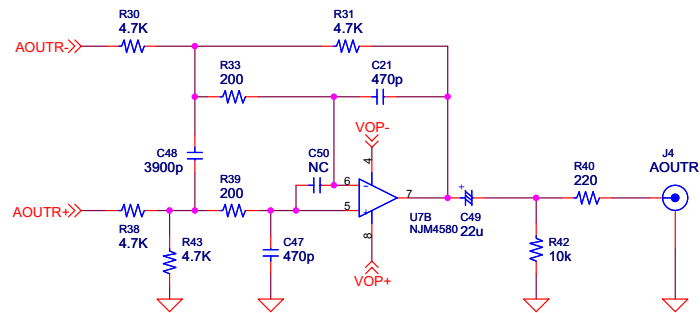 R30
4.7K
R31
4.7K
AOUTR-
R33
200
C21
470p
VOP-
C48
3900p
C50
NC
4
J4
AOUTR
R39
200
6
R40
220
7
AOUTR+
5
R38
4.7K
R43
4.7K
C47
470p
8
U7B
NJM4580
C49
22u
R42
10k
VOP+